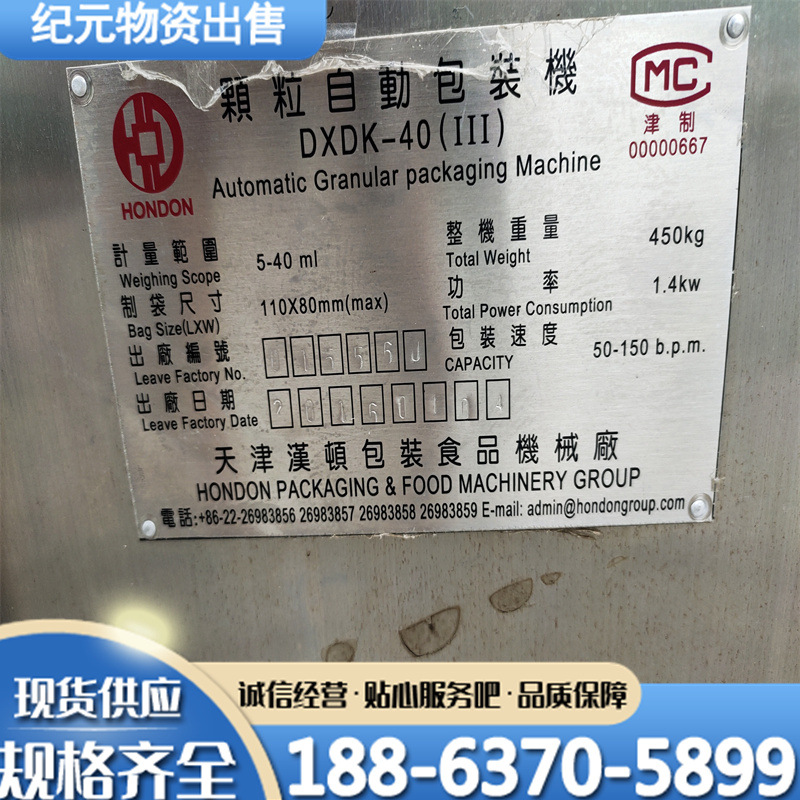 纪元物资出售
顆粒自動包裝機
DXDK-40(III)
Automatic Granular packaging Machine
HONDON
MC
津制
00000667
計量範圍
Weighing Scope
5-40 ml
制袋尺寸
Bag Size(LXW)
110X80mm(max)
出廠編號
Leave Factory No.
出廠日期
Leave Factory Date
整機重量
Total Weight
450kg
功率
Total Power Consumption
1.4kw
包裝速度
CAPACITY
50-150 b.p.m.
天津漢頓包裝食品機械廠
HONDON PACKAGING & FOOD MACHINERY GROUP
電話:+86-22-26983856 26983857 26983858 26983859 E-mail: admin@hondongroup.com
现货供应
规格齐全
诚信经营·贴心服务吧·品质保障
188-6370-5899